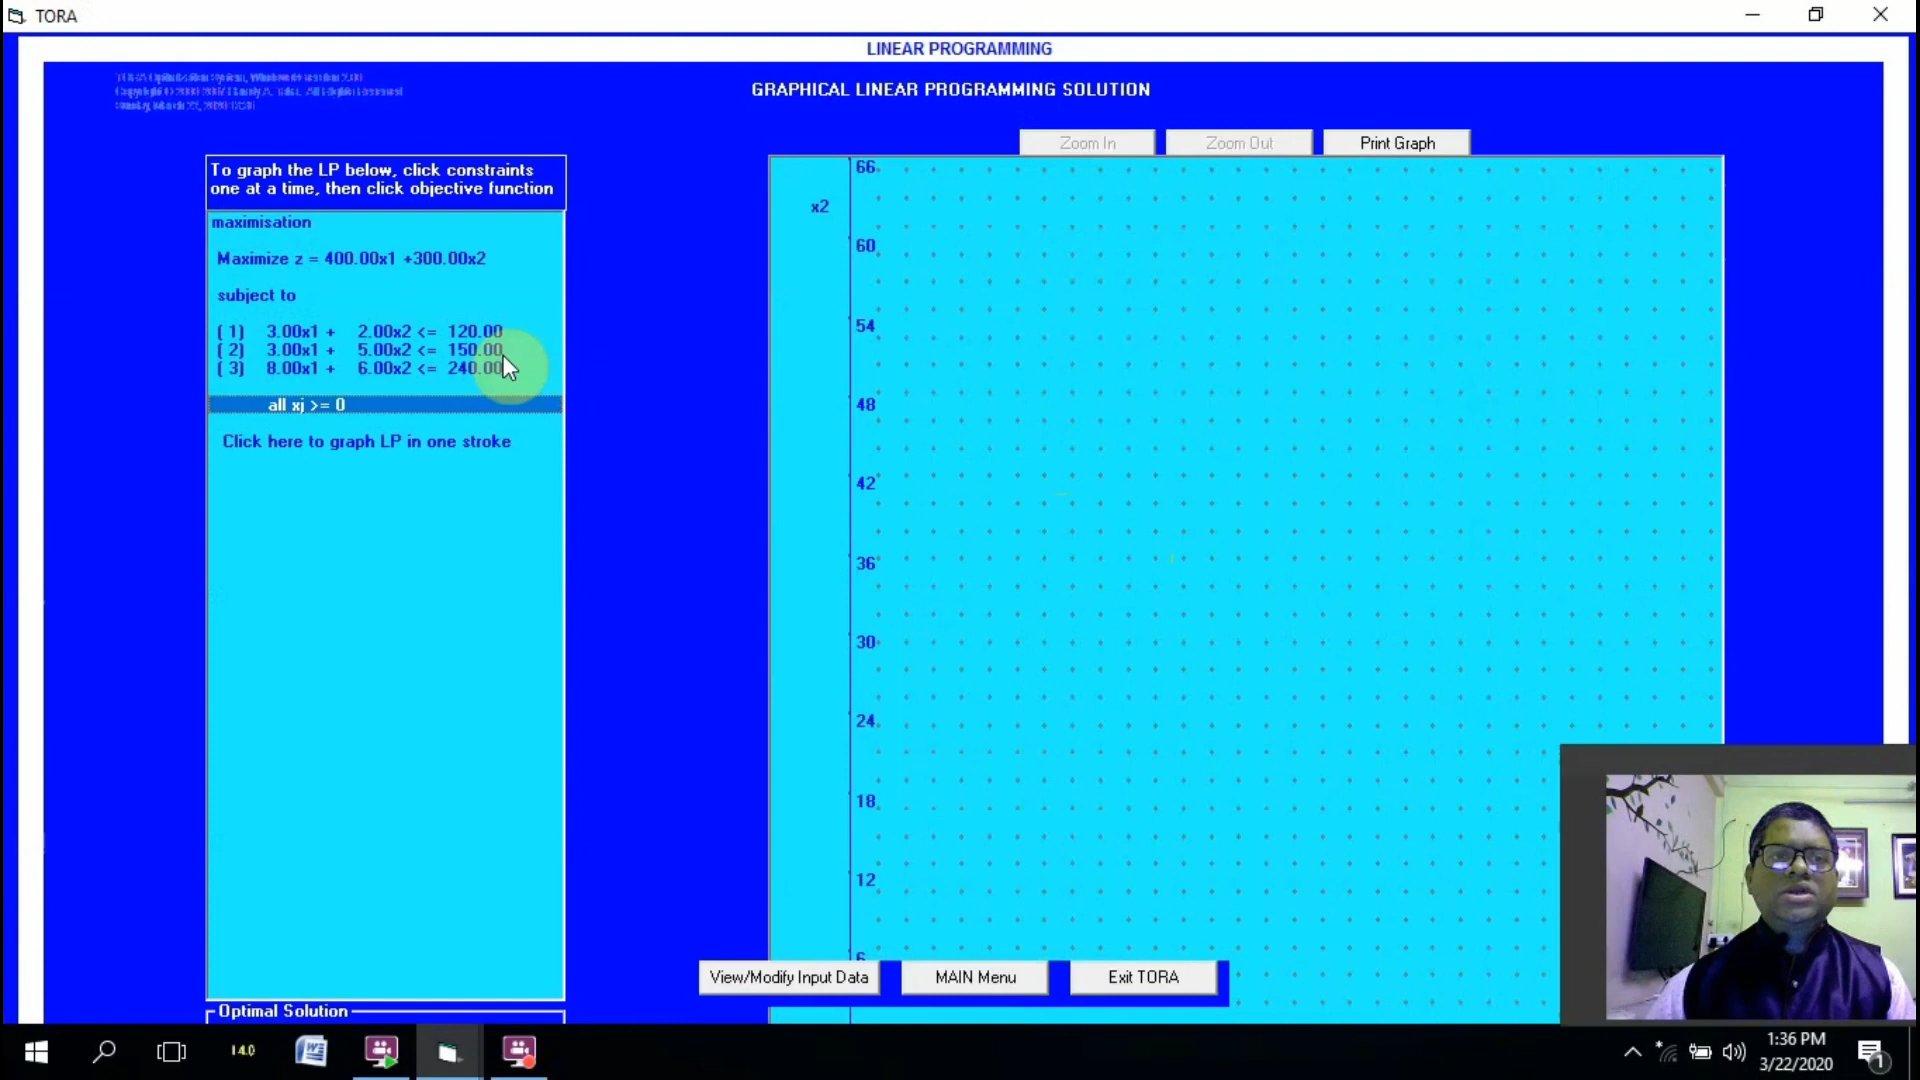 TORA
LINEAR PROGRAMMING
GRAPHICAL LINEAR PROGRAMMING SOLUTION
Zoom In
Zoom Out
Print Graph
To graph the LP below, click constraints
one at a time, then click objective function
maximisation
Maximize z = 400.00x1 +300.00x2
subject to
( 1) 3.00x1 + 2.00x2 <= 120.00
( 2) 3.00x1 + 5.00x2 <= 150.00
( 3) 8.00x1 + 6.00x2 <= 240.00
all xj >= 0
Click here to graph LP in one stroke
Optimal Solution
x2
66
60
54
48
42
36
30
24
18
12
6
View/Modify Input Data
MAIN Menu
Exit TORA
14.0
1:36 PM
3/22/2020
1